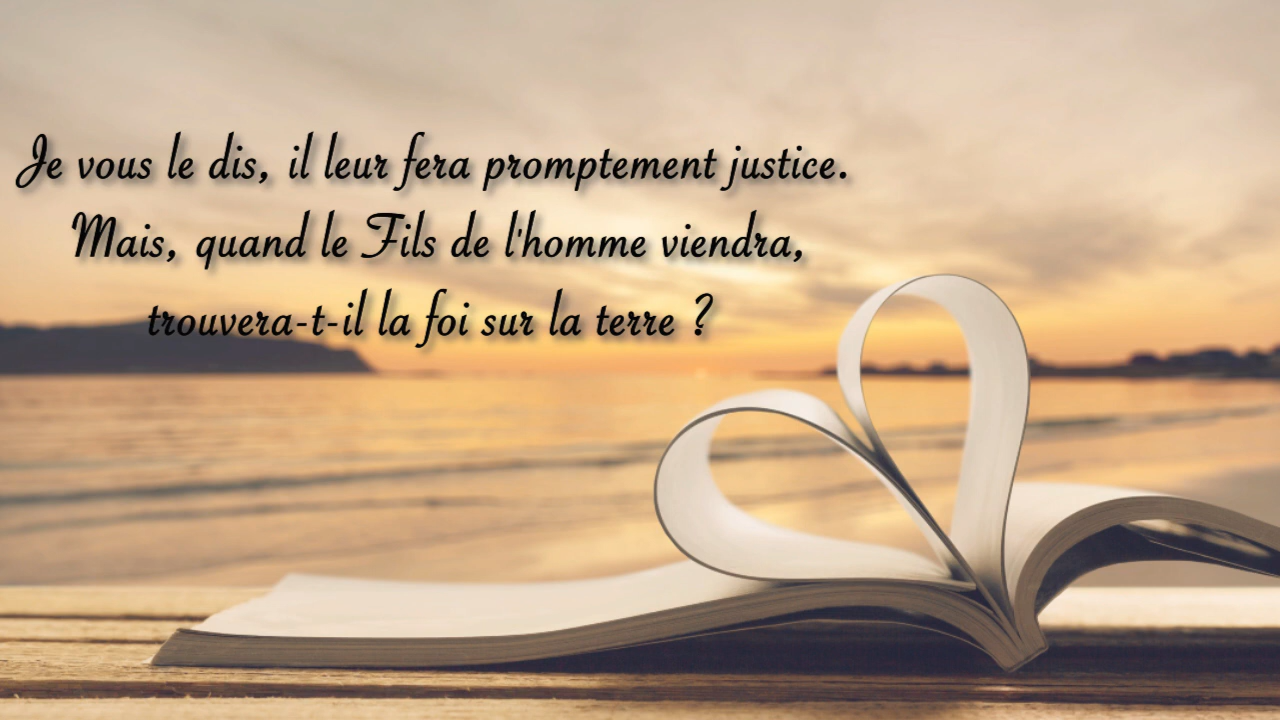 Je vous le dis, il leur fera promptement justice.
Mais, quand le Fils de l'homme viendra,
trouvera-t-il la foi sur la terre ?